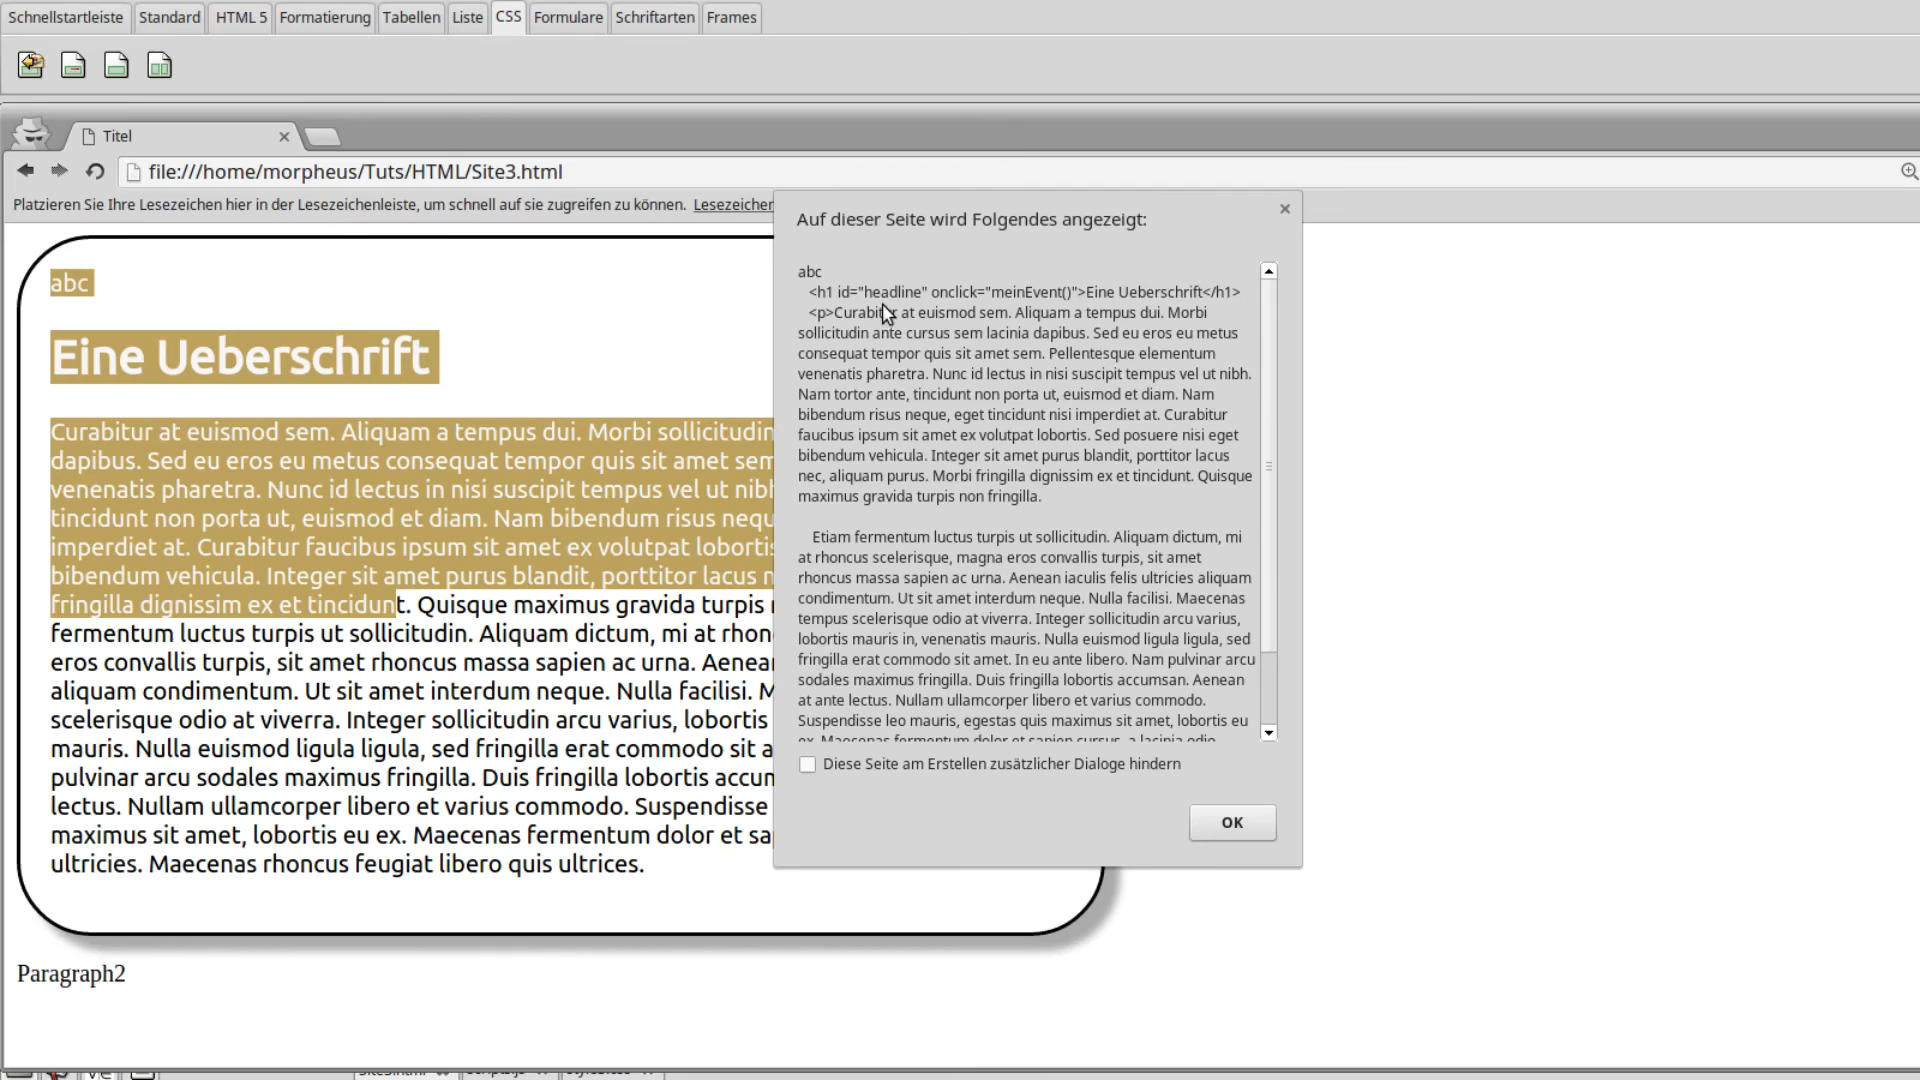 Schnellstartleiste Standard HTML 5 Formatierung Tabellen Liste CSS Formulare Schriftarten Frames
Titel
file:///home/morpheus/Tuts/HTML/Site3.html
Platzieren Sie Ihre Lesezeichen hier in der Lesezeichenleiste, um schnell auf sie zugreifen zu können. Lesezeichen
abc
Eine Ueberschrift
Curabitur at euismod sem. Aliquam a tempus dui. Morbi sollicitudin
dapibus. Sed eu eros eu metus consequat tempor quis sit amet sem
venenatis pharetra. Nunc id lectus in nisi suscipit tempus vel ut nibh
tincidunt non porta ut, euismod et diam. Nam bibendum risus nequ
imperdiet at. Curabitur faucibus ipsum sit amet ex volutpat lobortis
bibendum vehicula. Integer sit amet purus blandit, porttitor lacus
fringilla dignissim ex et tincidunt. Quisque maximus gravida turpis
fermentum luctus turpis ut sollicitudin. Aliquam dictum, mi at rhon
eros convallis turpis, sit amet rhoncus massa sapien ac urna. Aenean
aliquam condimentum. Ut sit amet interdum neque. Nulla facilisi. M
scelerisque odio at viverra. Integer sollicitudin arcu varius, lobortis
mauris. Nulla euismod ligula ligula, sed fringilla erat commodo sit a
pulvinar arcu sodales maximus fringilla. Duis fringilla lobortis accum
lectus. Nullam ullamcorper libero et varius commodo. Suspendisse
maximus sit amet, lobortis eu ex. Maecenas fermentum dolor et sap
ultricies. Maecenas rhoncus feugiat libero quis ultrices.
Paragraph2
Auf dieser Seite wird Folgendes angezeigt:
abc
<h1 id="headline" onclick="meinEvent()">Eine Ueberschrift</h1>
<p>Curabitur at euismod sem. Aliquam a tempus dui. Morbi
sollicitudin ante cursus sem lacinia dapibus. Sed eu eros eu metus
consequat tempor quis sit amet sem. Pellentesque elementum
venenatis pharetra. Nunc id lectus in nisi suscipit tempus vel ut nibh.
Nam tortor ante, tincidunt non porta ut, euismod et diam. Nam
bibendum risus neque, eget tincidunt nisi imperdiet at. Curabitur
faucibus ipsum sit amet ex volutpat lobortis. Sed posuere nisi eget
bibendum vehicula. Integer sit amet purus blandit, porttitor lacus
nec, aliquam purus. Morbi fringilla dignissim ex et tincidunt. Quisque
maximus gravida turpis non fringilla.
Etiam fermentum luctus turpis ut sollicitudin. Aliquam dictum, mi
at rhoncus scelerisque, magna eros convallis turpis, sit amet
rhoncus massa sapien ac urna. Aenean iaculis felis ultricies aliquam
condimentum. Ut sit amet interdum neque. Nulla facilisi. Maecenas
tempus scelerisque odio at viverra. Integer sollicitudin arcu varius,
lobortis mauris in, venenatis mauris. Nulla euismod ligula ligula, sed
fringilla erat commodo sit amet. In eu ante libero. Nam pulvinar arcu
sodales maximus fringilla. Duis fringilla lobortis accumsan. Aenean
at ante lectus. Nullam ullamcorper libero et varius commodo.
Suspendisse leo mauris, egestas quis maximus sit amet, lobortis eu
ex. Maecenas fermentum dolor et sapien cursus, a lacinia odio
Diese Seite am Erstellen zusätzlicher Dialoge hindern
OK